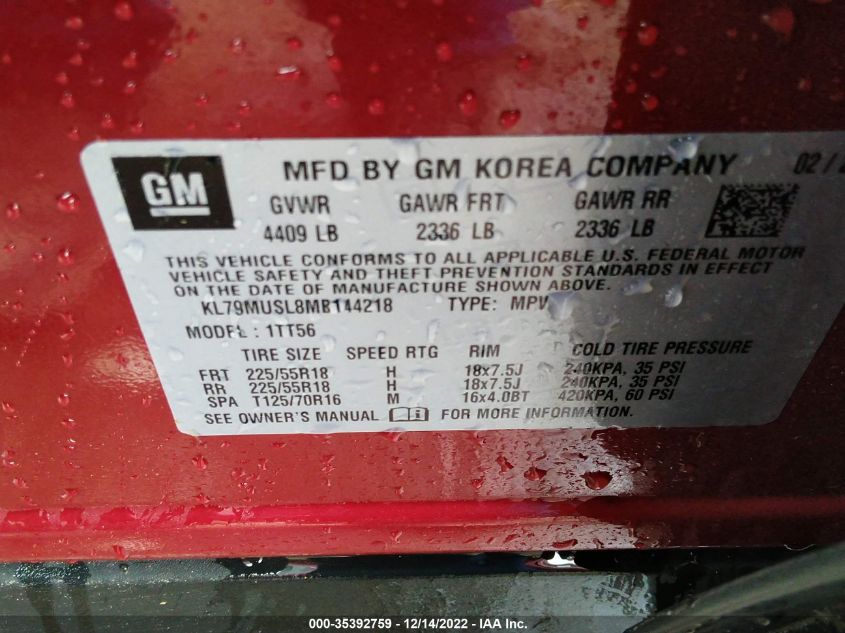 GM
MFD BY GM KOREA COMPANY 02/
GVWR GAWR FRT GAWR RR
4409 LB 2336 LB 2336 LB
THIS VEHICLE CONFORMS TO ALL APPLICABLE U.S. FEDERAL MOTOR
VEHICLE SAFETY AND THEFT PREVENTION STANDARDS IN EFFECT
ON THE DATE OF MANUFACTURE SHOWN ABOVE.
KL79MUSL8MB144218 TYPE: MPV
MODEL : 1TT56
TIRE SIZE SPEED RTG RIM COLD TIRE PRESSURE
FRT 225/55R18 H 18x7.5J 240KPA, 35 PSI
RR 225/55R18 H 18x7.5J 240KPA, 35 PSI
SPA T125/70R16 M 16x4.0BT 420KPA, 60 PSI
SEE OWNER'S MANUAL FOR MORE INFORMATION.
000-35392759 - 12/14/2022 - IAA Inc.